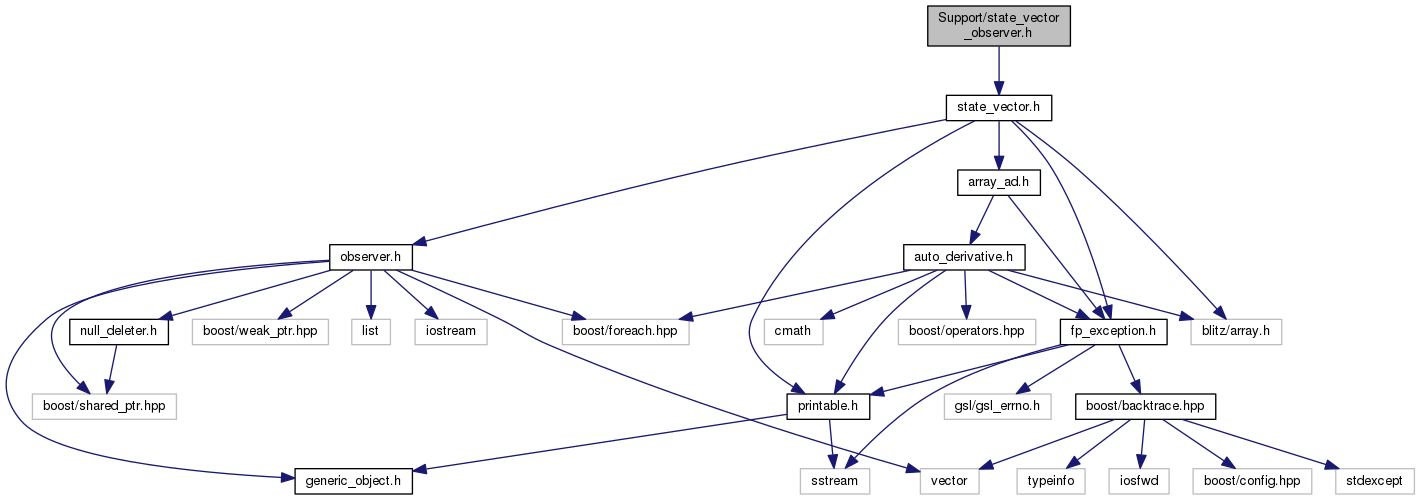 Support/state_vector
_observer.h
state_vector.h
array_ad.h
observer.h
auto_derivative.h
null_deleter.h
boost/weak_ptr.hpp
list
iostream
boost/foreach.hpp
cmath
boost/operators.hpp
fp_exception.h
blitz/array.h
boost/shared_ptr.hpp
printable.h
gsl/gsl_errno.h
boost/backtrace.hpp
generic_object.h
sstream
vector
typeinfo
iosfwd
boost/config.hpp
stdexcept